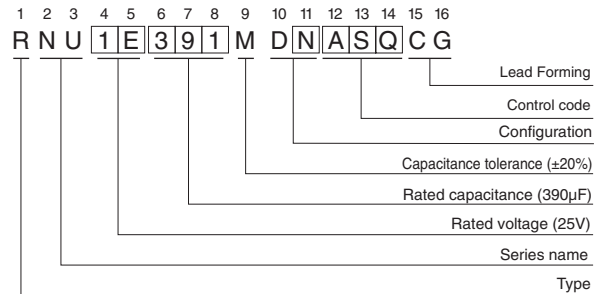 1 2 3 4 5 6 7 8 9 10 11 12 13 14 15 16
R N U 1 E 3 9 1 M D N A S Q C G
Lead Forming
Control code
Configuration
Capacitance tolerance (±20%)
Rated capacitance (390µF)
Rated voltage (25V)
Series name
Type